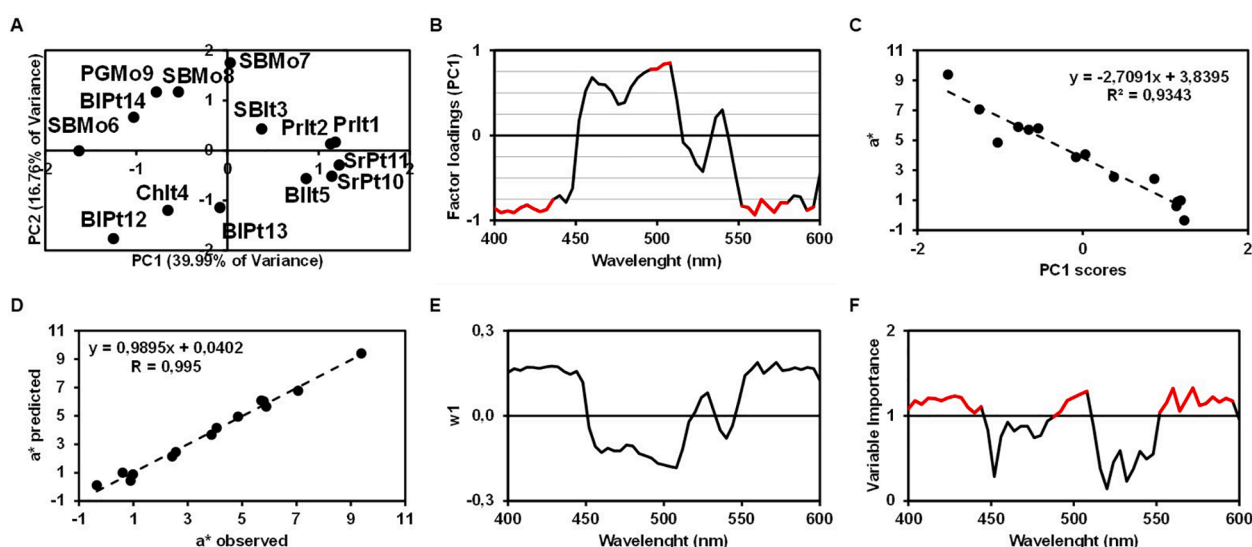 A
PC2 (16.76% of Variance)
2
1
0
-1
-2
-2
-1
0
1
2
SBMo7
PGMo9
SBMo8
BlPt14
SBIt3
SBMo6
PrIt2
PrIt1
SrPt11
SrPt10
BlIt5
ChIt4
BlPt12
BlPt13
PC1 (39.99% of Variance)
B
Factor loadings (PC1)
1
0
-1
400
450
500
550
600
Wavelenght (nm)
C
a*
11
9
7
5
3
1
-1
y = -2,7091x + 3,8395
R² = 0,9343
-2
0
2
PC1 scores
D
a* predicted
11
9
7
5
3
1
-1
y = 0,9895x + 0,0402
R = 0,995
-1
1
3
5
7
9
11
a* observed
E
w1
0,3
0,0
-0,3
400
450
500
550
600
Wavelenght (nm)
F
Variable Importance
2
1
0
400
450
500
550
600
Wavelenght (nm)